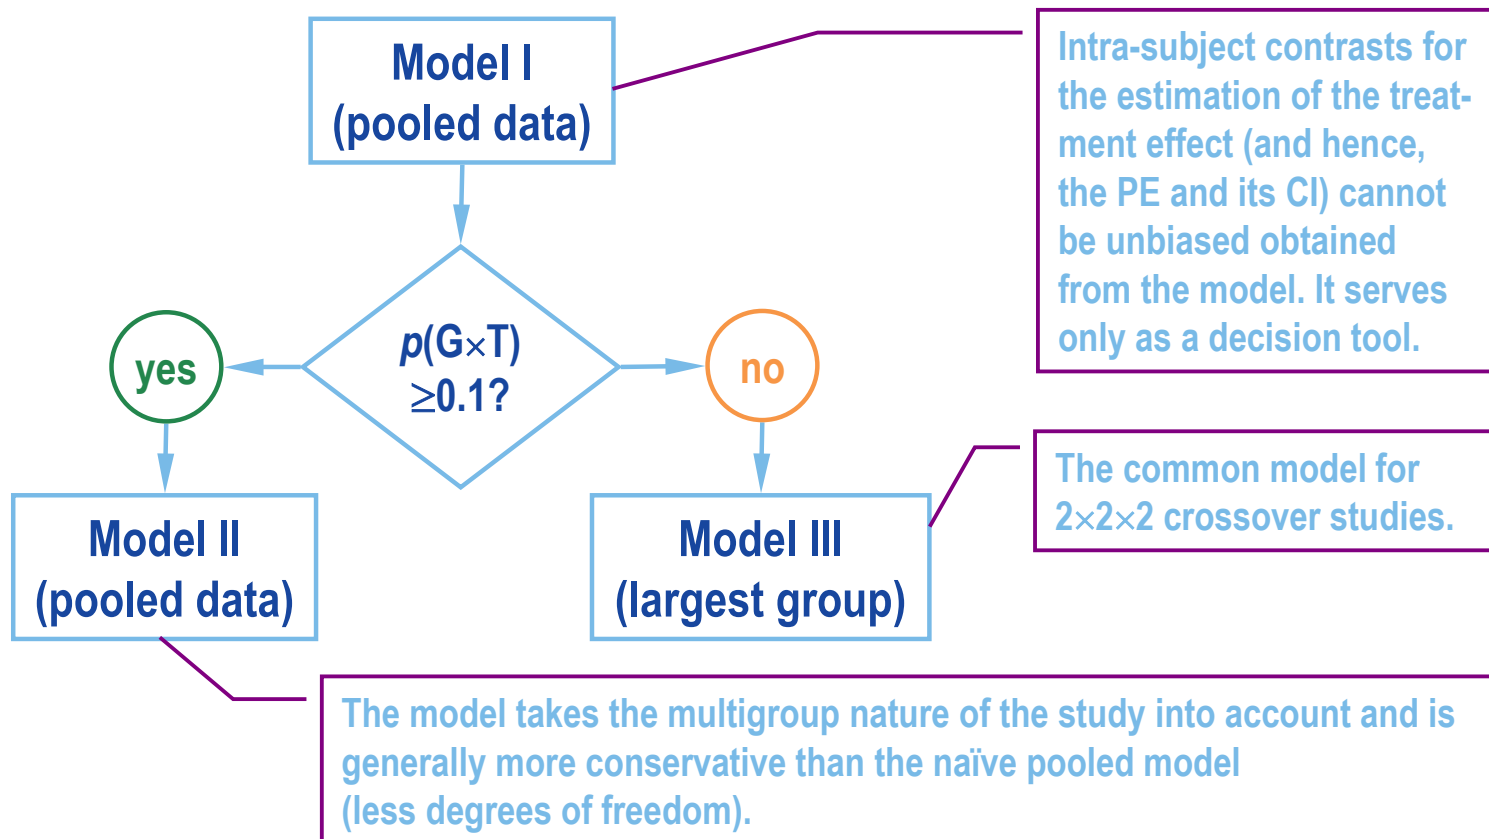 Model I
(pooled data)
Intra-subject contrasts for
the estimation of the treat-
ment effect (and hence,
the PE and its CI) cannot
be unbiased obtained
from the model. It serves
only as a decision tool.
p(G×T)
≥0.1?
yes
no
Model II
(pooled data)
Model III
(largest group)
The common model for
2×2×2 crossover studies.
The model takes the multigroup nature of the study into account and is
generally more conservative than the naïve pooled model
(less degrees of freedom).